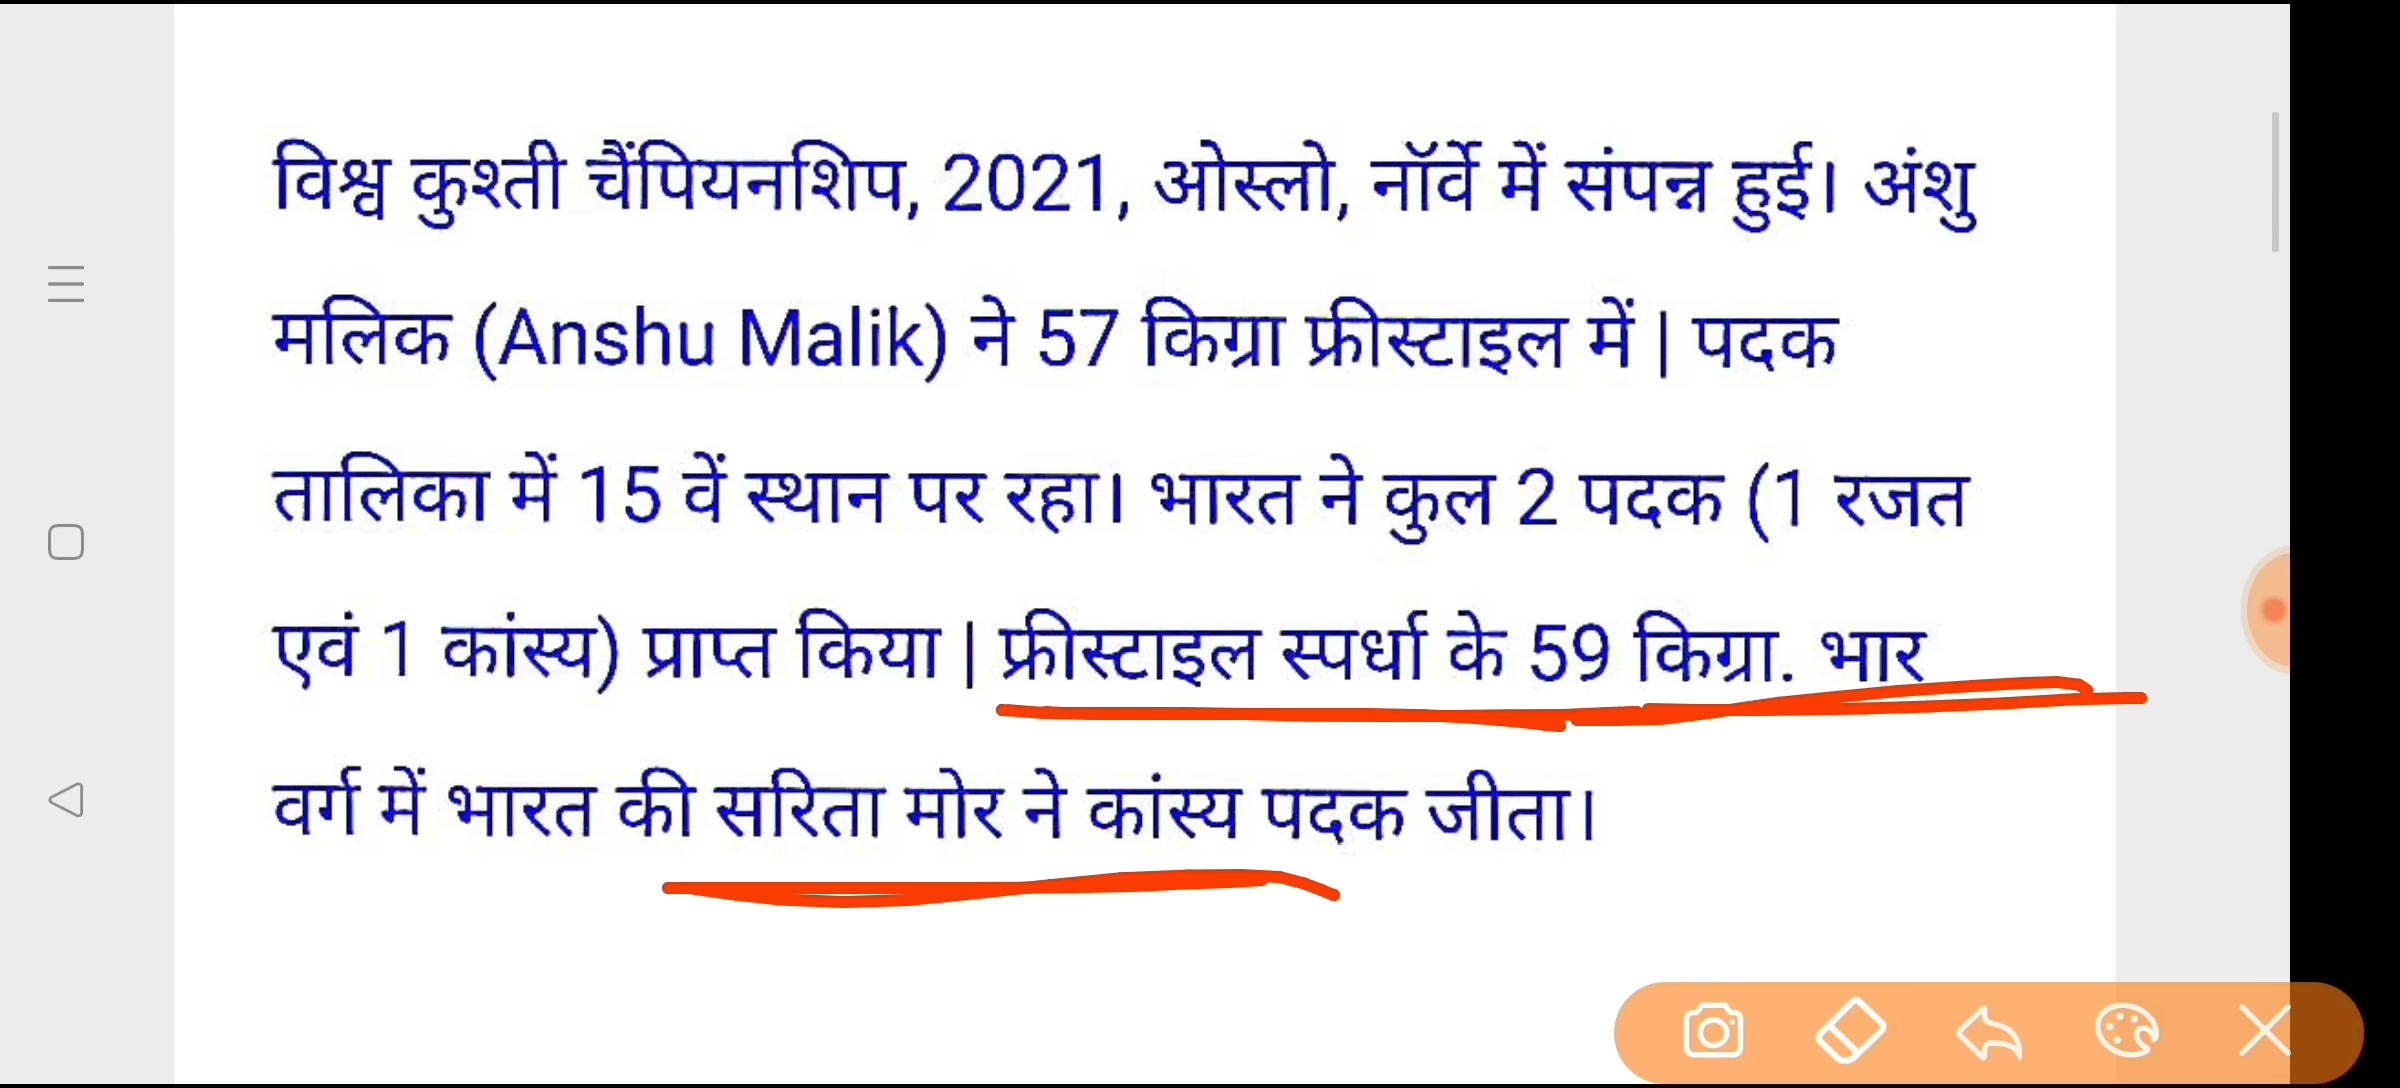 विश्व कुश्ती चैंपियनशिप, 2021, ओस्लो, नॉर्वे में संपन्न हुई। अंशु
मलिक (Anshu Malik) ने 57 किग्रा फ्रीस्टाइल में | पदक
तालिका में 15 वें स्थान पर रहा। भारत ने कुल 2 पदक (1 रजत
एवं 1 कांस्य) प्राप्त किया | फ्रीस्टाइल स्पर्धा के 59 किग्रा. भार
वर्ग में भारत की सरिता मोर ने कांस्य पदक जीता।